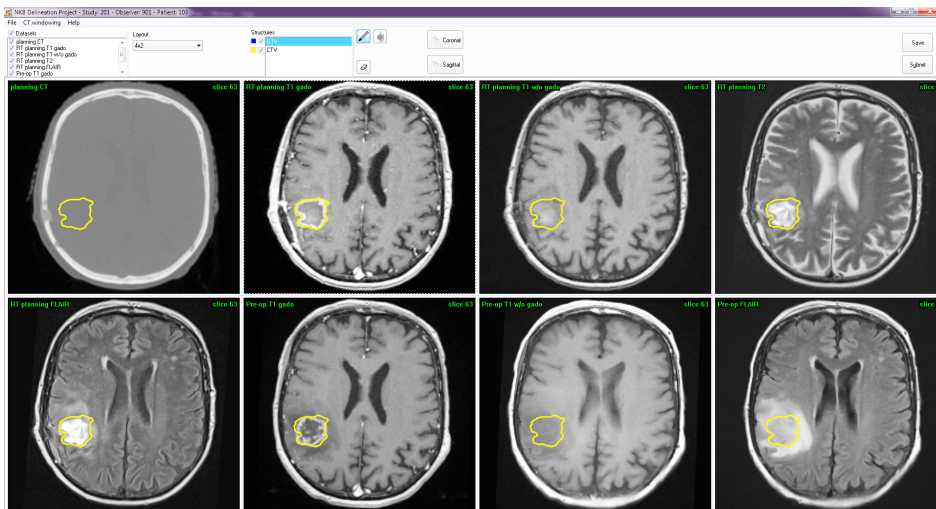 NKB Delineation Project - Study: 201 - Observer: 901 - Patient: 103
File CT windowing Help
Datasets
planning CT
RT planning T1 gado
RT planning T1 w/o gado
RT planning T2
RT planning FLAIR
Pre-op T1 gado
Layout
4x2
Structures
GTV
CTV
Coronal
Sagittal
Save
Submit
planning CT slice 63
RT planning T1 gado slice 63
RT planning T1 w/o gado slice 63
RT planning T2 slice
RT planning FLAIR slice 63
Pre-op T1 gado slice 63
Pre-op T1 w/o gado slice 63
Pre-op FLAIR slice